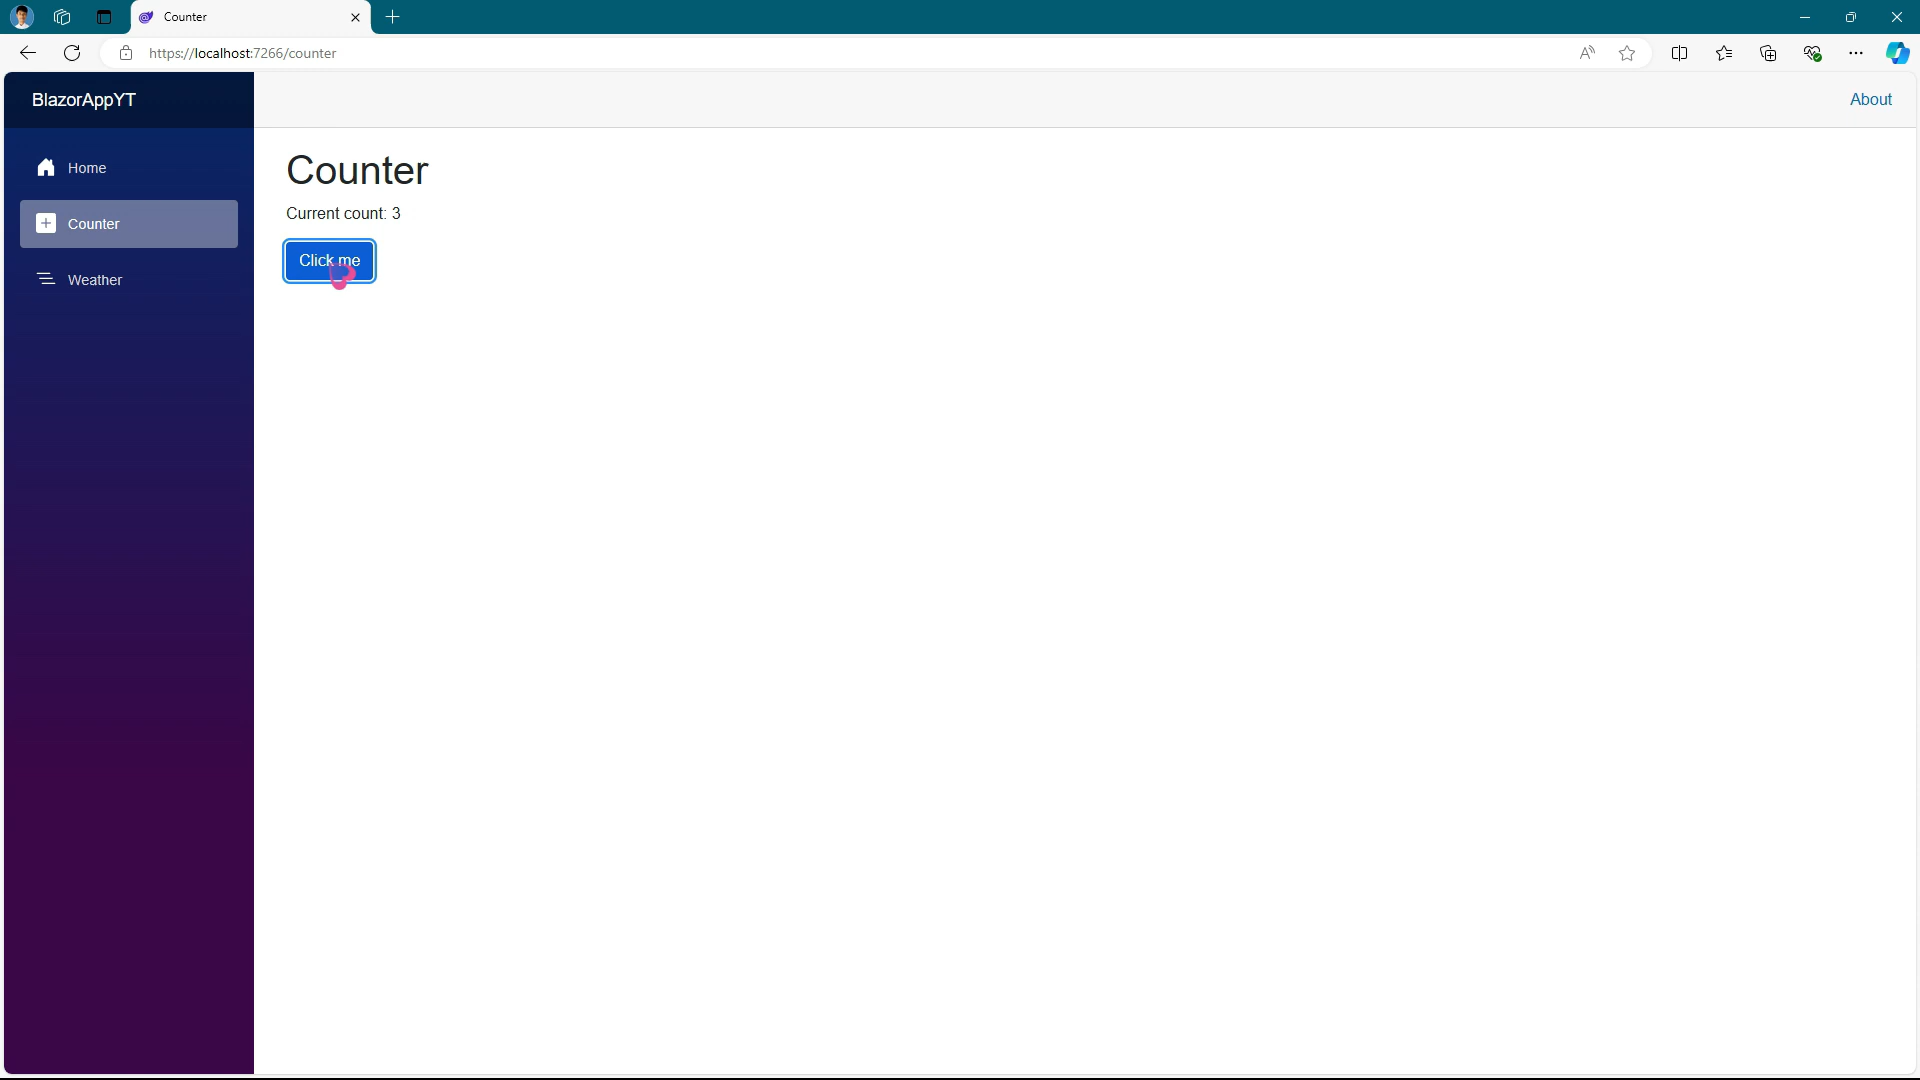 Counter
https://localhost:7266/counter
BlazorAppYT
About
Home
Counter
Weather
Counter
Current count: 3
Click me